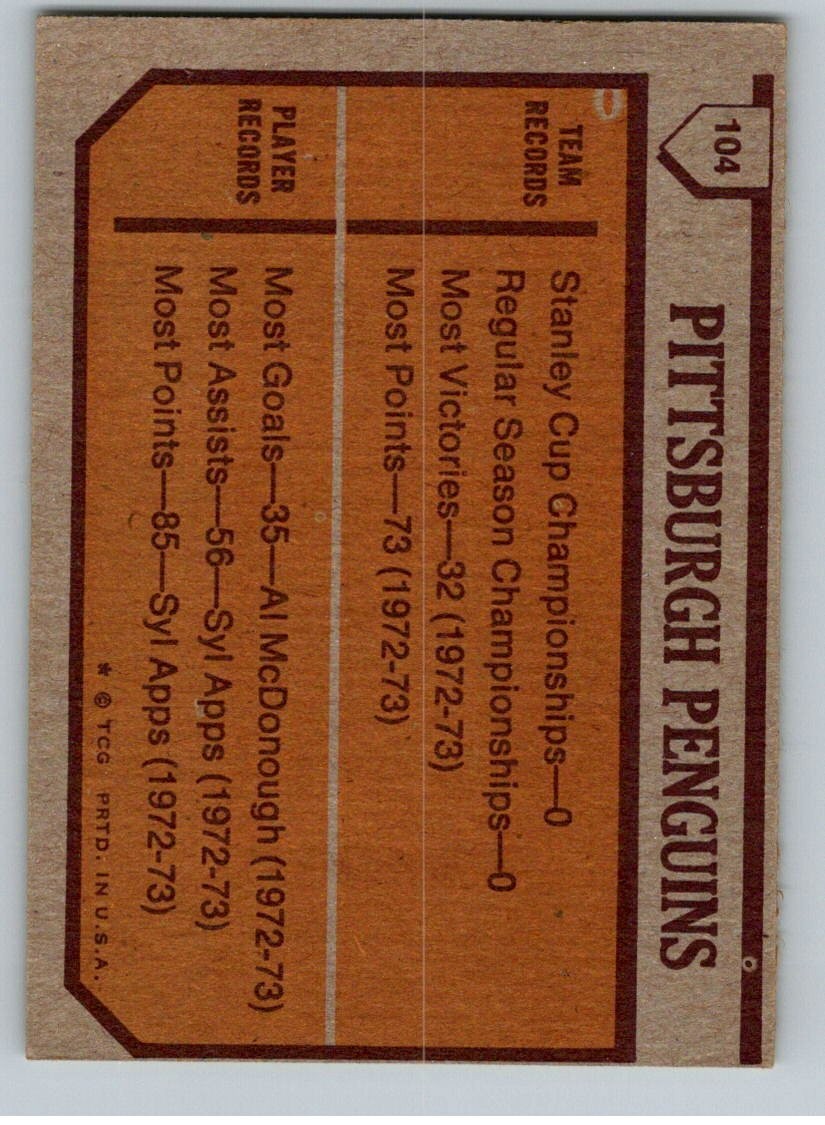 104
PITTSBURGH PENGUINS
TEAM
RECORDS
Stanley Cup Championships—0
Regular Season Championships—0
Most Victories—32 (1972-73)
Most Points—73 (1972-73)
PLAYER
RECORDS
Most Goals—35—Al McDonough (1972-73)
Most Assists—56—Syl Apps (1972-73)
Most Points—85—Syl Apps (1972-73)
* © TCG PRTD. IN U.S.A.